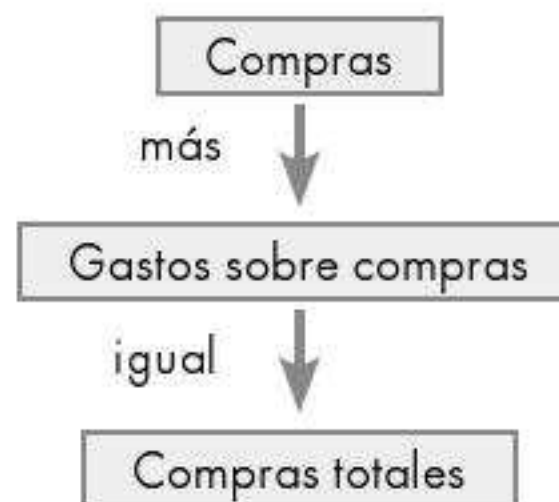 Compras
más
Gastos sobre compras
igual
Compras totales